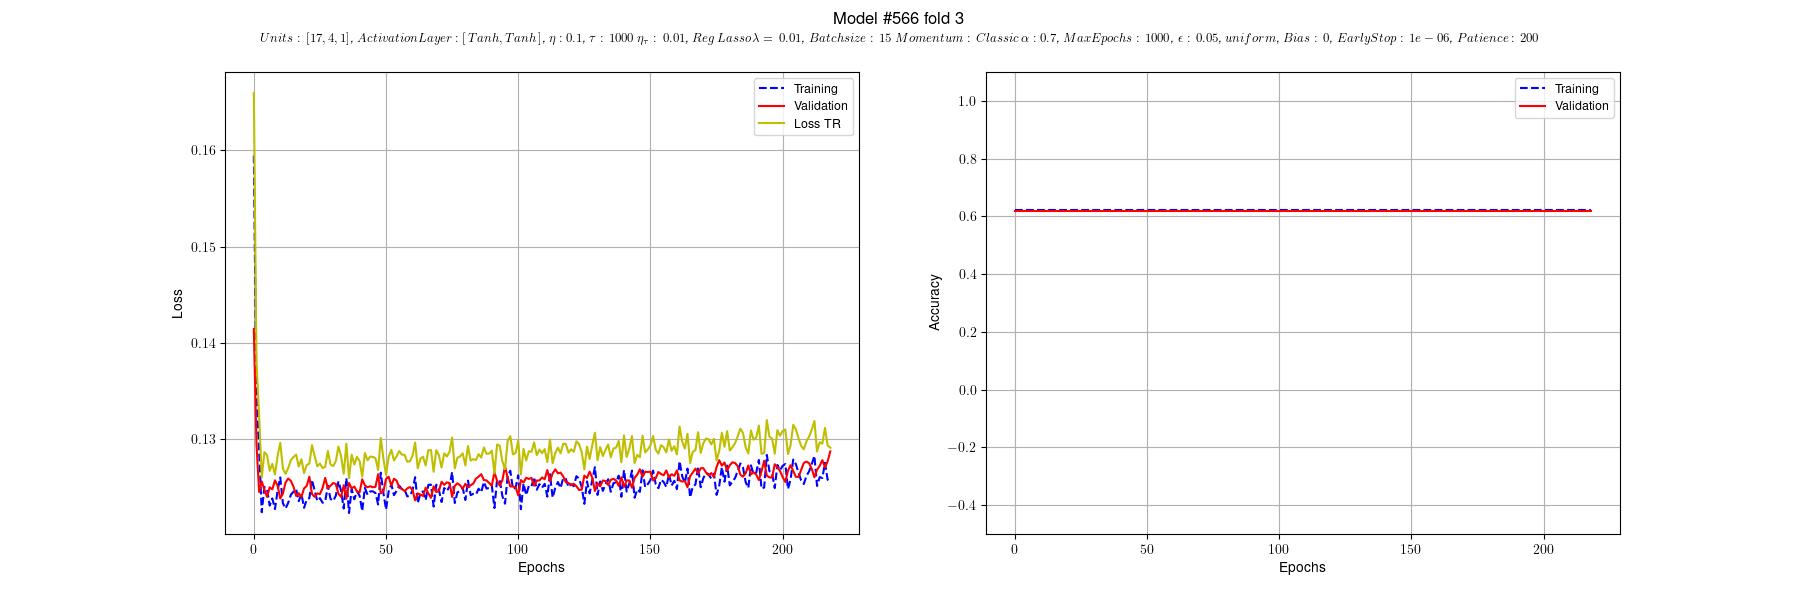 Model #566 fold 3
Units : [17, 4, 1], ActivationLayer : [Tanh, Tanh], η : 0.1, τ : 1000 η_τ : 0.01, Reg Lasso λ = 0.01, Batchsize : 15 Momentum : Classic α : 0.7, MaxEpochs : 1000, ϵ : 0.05, uniform, Bias : 0, EarlyStop : 1e − 06, Patience : 200
Training
Validation
Loss TR
0.16
0.15
0.14
0.13
Loss
0 50 100 150 200
Epochs
Training
Validation
1.0
0.8
0.6
0.4
0.2
0.0
−0.2
−0.4
Accuracy
0 50 100 150 200
Epochs